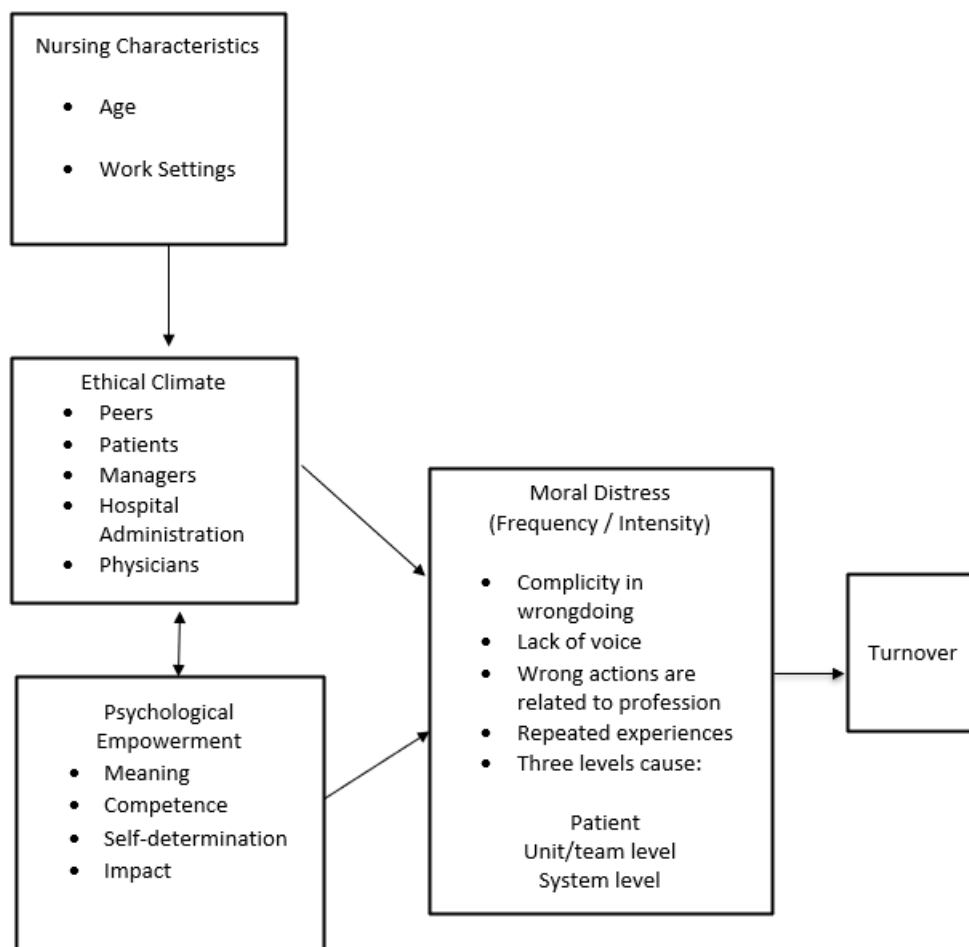 Nursing Characteristics
• Age
• Work Settings
Ethical Climate
• Peers
• Patients
• Managers
• Hospital
Administration
• Physicians
Psychological
Empowerment
• Meaning
• Competence
• Self-determination
• Impact
Moral Distress
(Frequency / Intensity)
• Complicity in
wrongdoing
• Lack of voice
• Wrong actions are
related to profession
• Repeated experiences
• Three levels cause:
Patient
Unit/team level
System level
Turnover